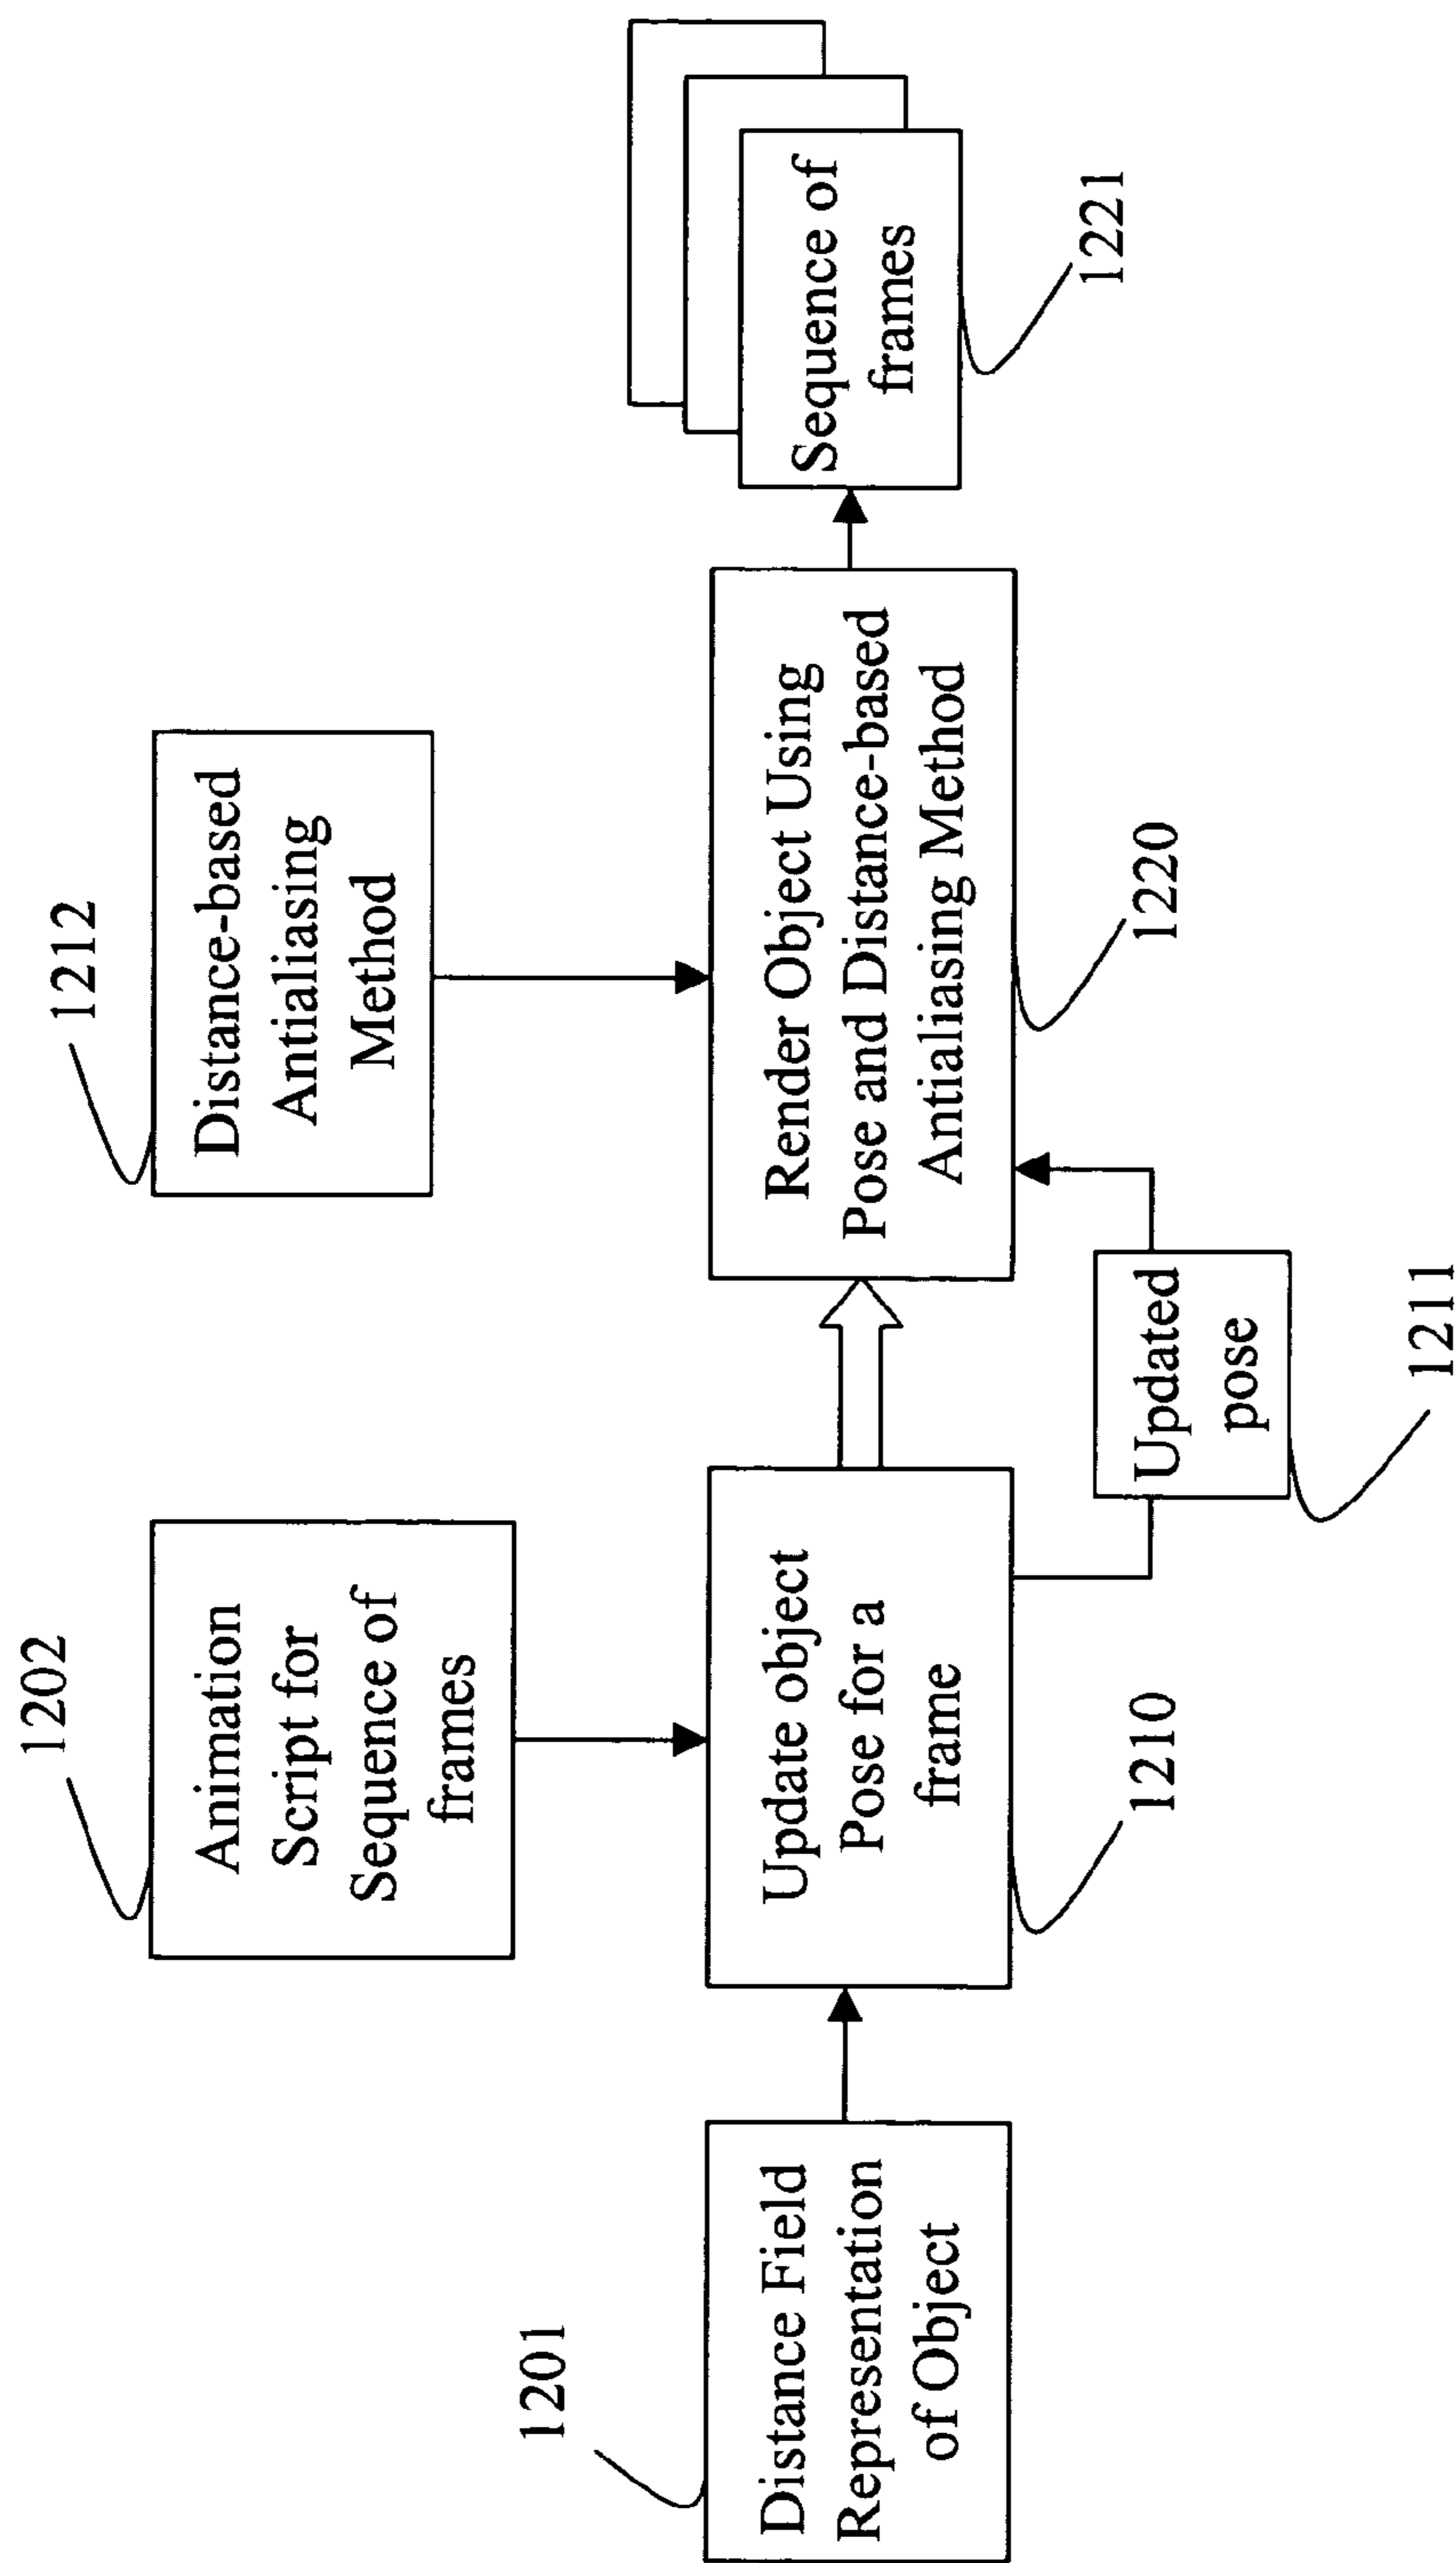 1202
Animation
Script for
Sequence of
frames
1212
Distance-based
Antialiasing
Method
1201
Distance Field
Representation
of Object
Update object
Pose for a
frame
1210
Render Object Using
Pose and Distance-based
Antialiasing Method
1220
Sequence of
frames
1221
Updated
pose
1211